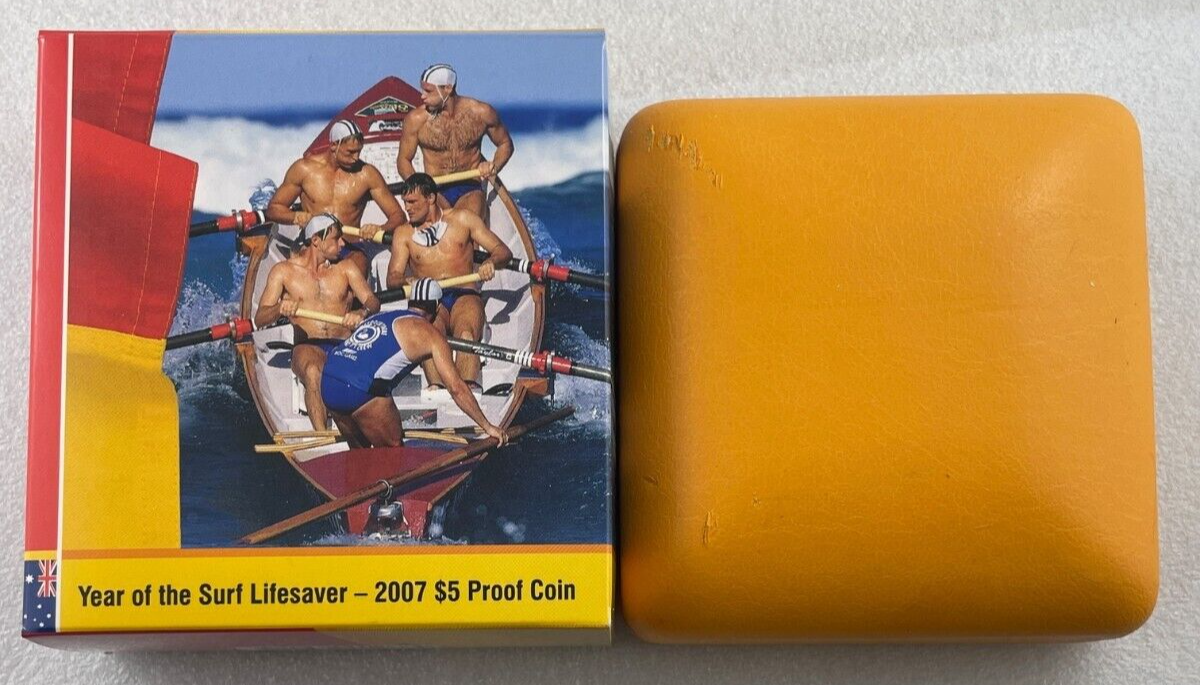 Year of the Surf Lifesaver – 2007 $5 Proof Coin